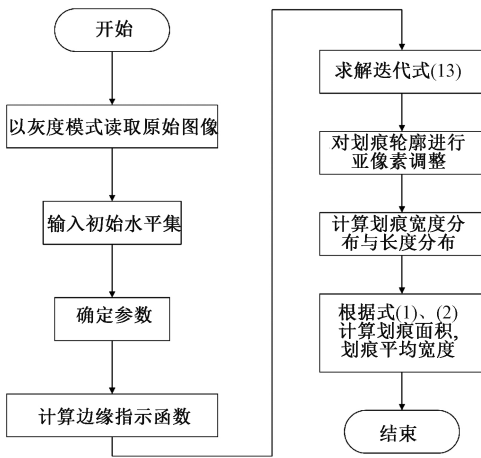 开始
以灰度模式读取原始图像
输入初始水平集
确定参数
计算边缘指示函数
求解迭代式(13)
对划痕轮廓进行
亚像素调整
计算划痕宽度分
布与长度分布
根据式(1)、(2)
计算划痕面积,
划痕平均宽度
结束